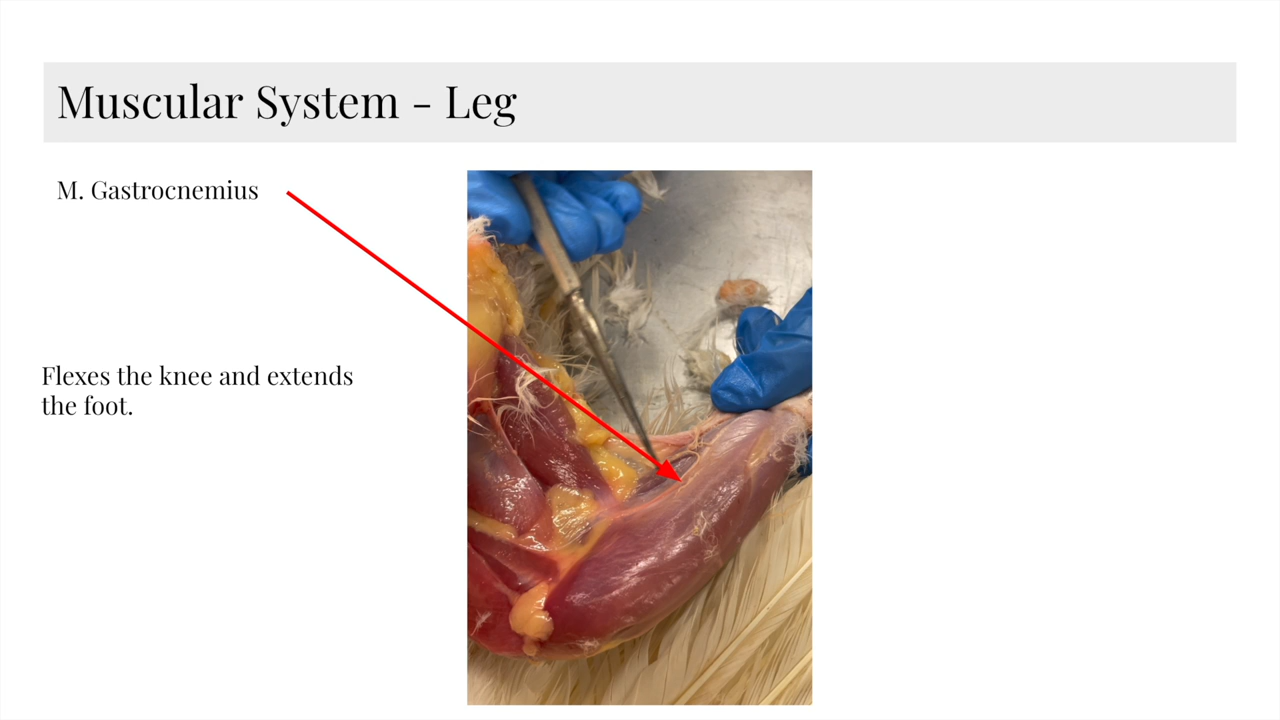 Muscular System - Leg
M. Gastrocnemius
Flexes the knee and extends
the foot.